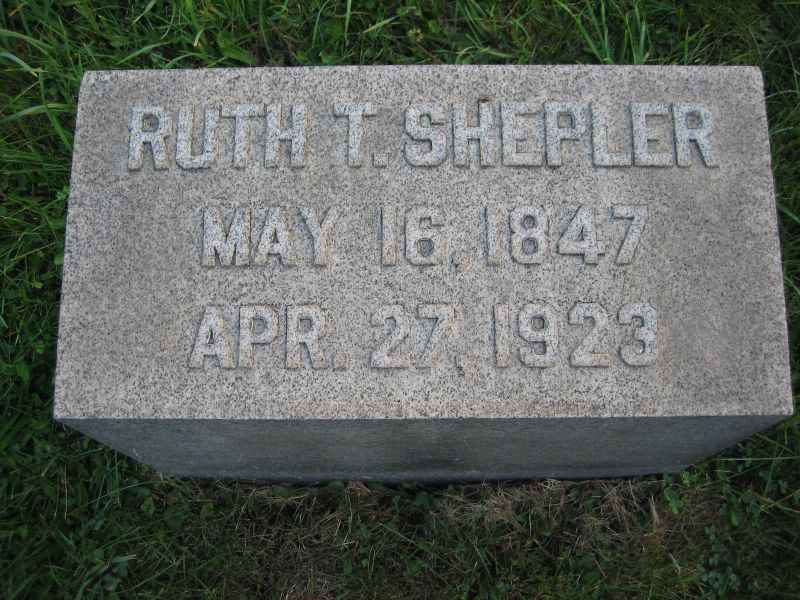 RUTH T. SHEPLER
MAY 16, 1847
APR. 27, 1923